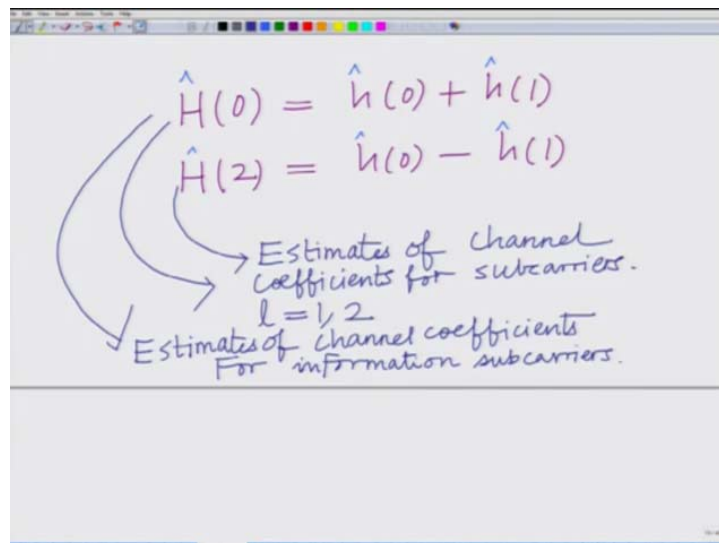 Ĥ(0) = ĥ(0) + ĥ(1)
Ĥ(2) = ĥ(0) - ĥ(1)
Estimates of channel
coefficients for subcarriers.
l = 1, 2
Estimates of channel coefficients
For information subcarriers.